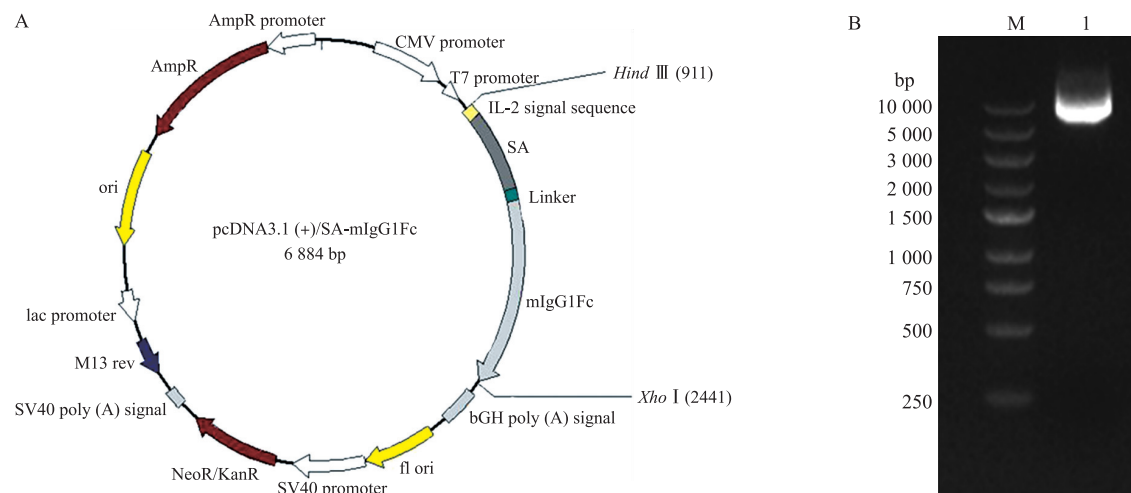 A
AmpR promoter
CMV promoter
AmpR
T7 promoter
Hind Ⅲ (911)
IL-2 signal sequence
SA
ori
Linker
pcDNA3.1 (+)/SA-mIgG1Fc
6 884 bp
mIgG1Fc
lac promoter
M13 rev
Xho Ⅰ (2441)
SV40 poly (A) signal
bGH poly (A) signal
fl ori
NeoR/KanR
SV40 promoter
B
M 1
bp
10 000
5 000
3 000
2 000
1 500
1 000
750
500
250